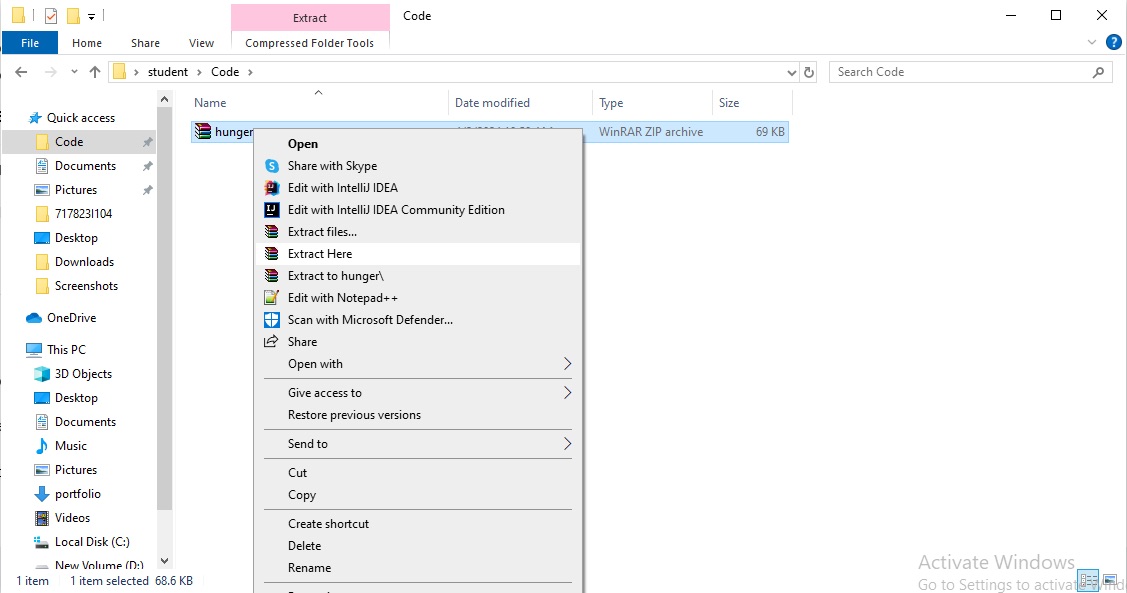 Extract
Code
File
Home
Share
View
Compressed Folder Tools
student
Code
Search Code
Name
Date modified
Type
Size
Quick access
Code
Documents
Pictures
717823I104
Desktop
Downloads
Screenshots
OneDrive
This PC
3D Objects
Desktop
Documents
Music
Pictures
portfolio
Videos
Local Disk (C:)
New Volume (D:)
hunger
WinRAR ZIP archive
69 KB
Open
Share with Skype
Edit with IntelliJ IDEA
Edit with IntelliJ IDEA Community Edition
Extract files...
Extract Here
Extract to hunger\
Edit with Notepad++
Scan with Microsoft Defender...
Share
Open with
Give access to
Restore previous versions
Send to
Cut
Copy
Create shortcut
Delete
Rename
1 item
1 item selected 68.6 KB
Activate Windows
Go to Settings to activate Wind